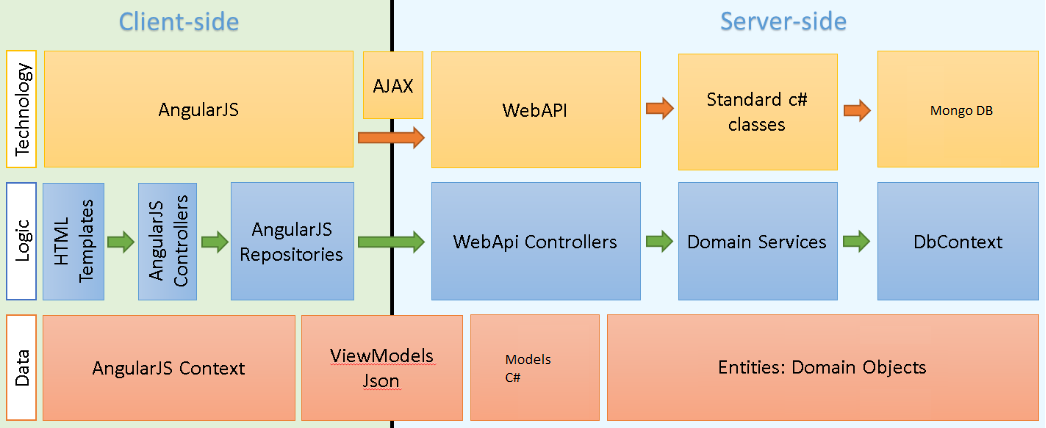 Client-side
Server-side
Technology
AngularJS
AJAX
WebAPI
Standard c#
classes
Mongo DB
Logic
HTML
Templates
AngularJS
Controllers
AngularJS
Repositories
WebApi Controllers
Domain Services
DbContext
Data
AngularJS Context
ViewModels
Json
Models
C#
Entities: Domain Objects